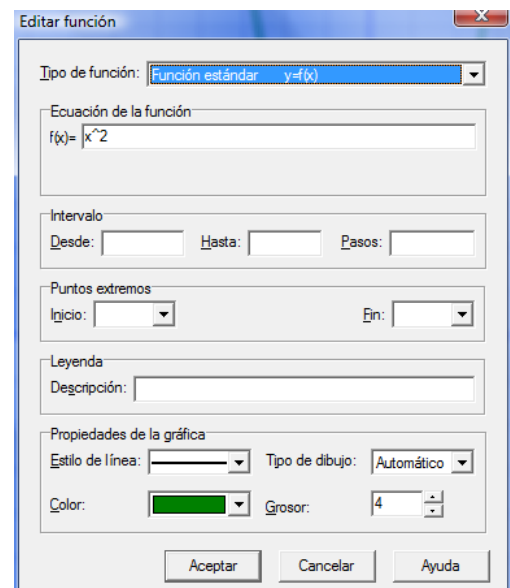 Editar función
Tipo de función: Función estándar y=f(x)
Ecuación de la función
f(x)= x^2
Intervalo
Desde: Hasta: Pasos:
Puntos extremos
Inicio: Fin:
Leyenda
Descripción:
Propiedades de la gráfica
Estilo de línea: Tipo de dibujo: Automático
Color: Grosor: 4
Aceptar Cancelar Ayuda